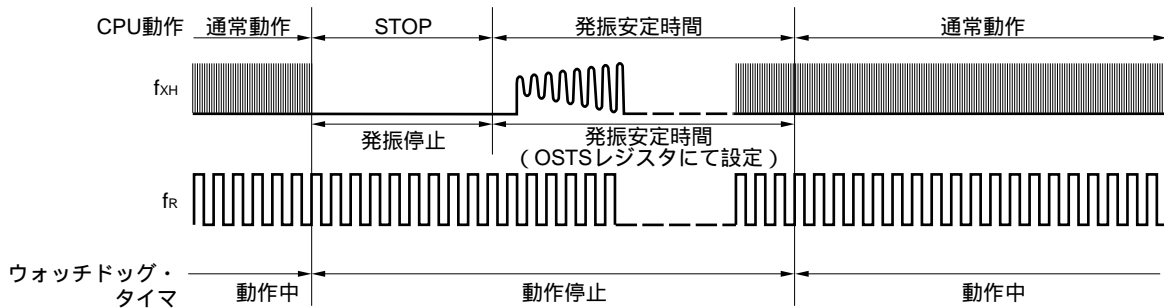 CPU動作 通常動作 STOP 発振安定時間 通常動作
fXH
発振停止 発振安定時間
（OSTSレジスタにて設定）
fR
ウォッチドッグ・
タイマ 動作中 動作停止 動作中